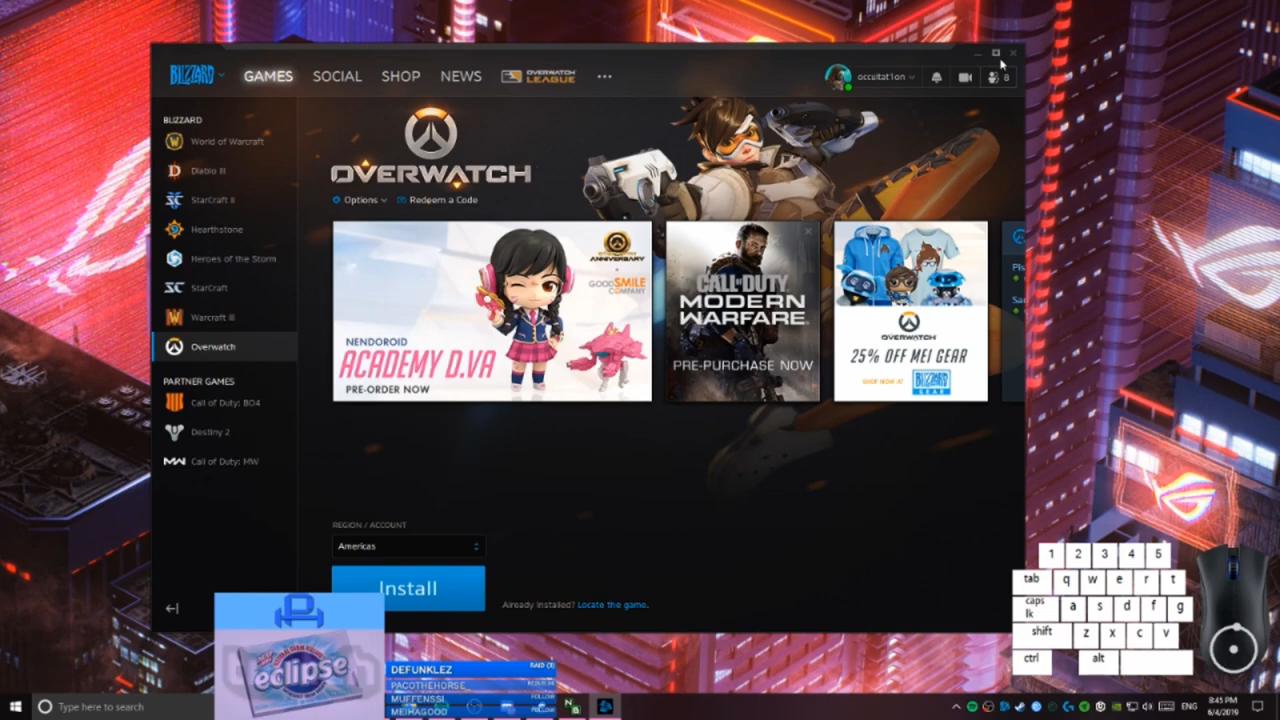 BLIZZARD
GAMES
SOCIAL
SHOP
NEWS
OVERWATCH
LEAGUE
occultat1on
8
BLIZZARD
World of Warcraft
Diablo III
StarCraft II
Hearthstone
Heroes of the Storm
StarCraft
Warcraft III
Overwatch
PARTNER GAMES
Call of Duty: BO4
Destiny 2
Call of Duty: MW
OVERWATCH
Options
Redeem a Code
ANNIVERSARY
GOOD SMILE
COMPANY
NENDOROID
ACADEMY D.VA
PRE-ORDER NOW
CALL OF DUTY
MODERN
WARFARE
PRE-PURCHASE NOW
OVERWATCH
25% OFF MEI GEAR
SHOP NOW AT
BLIZZARD
GEAR
REGION / ACCOUNT
Americas
Install
Already installed? Locate the game.
eclipse
DEFUNKLEZ
RAID
PACOTHEHORSE_
MUFFENSSI
FOLLOW
MEIHAGOOD
FOLLOW
1 2 3 4 5
tab q w e r t
caps
lk a s d f g
shift z x c v
ctrl alt
Type here to search
ENG
8:45 PM
6/4/2019